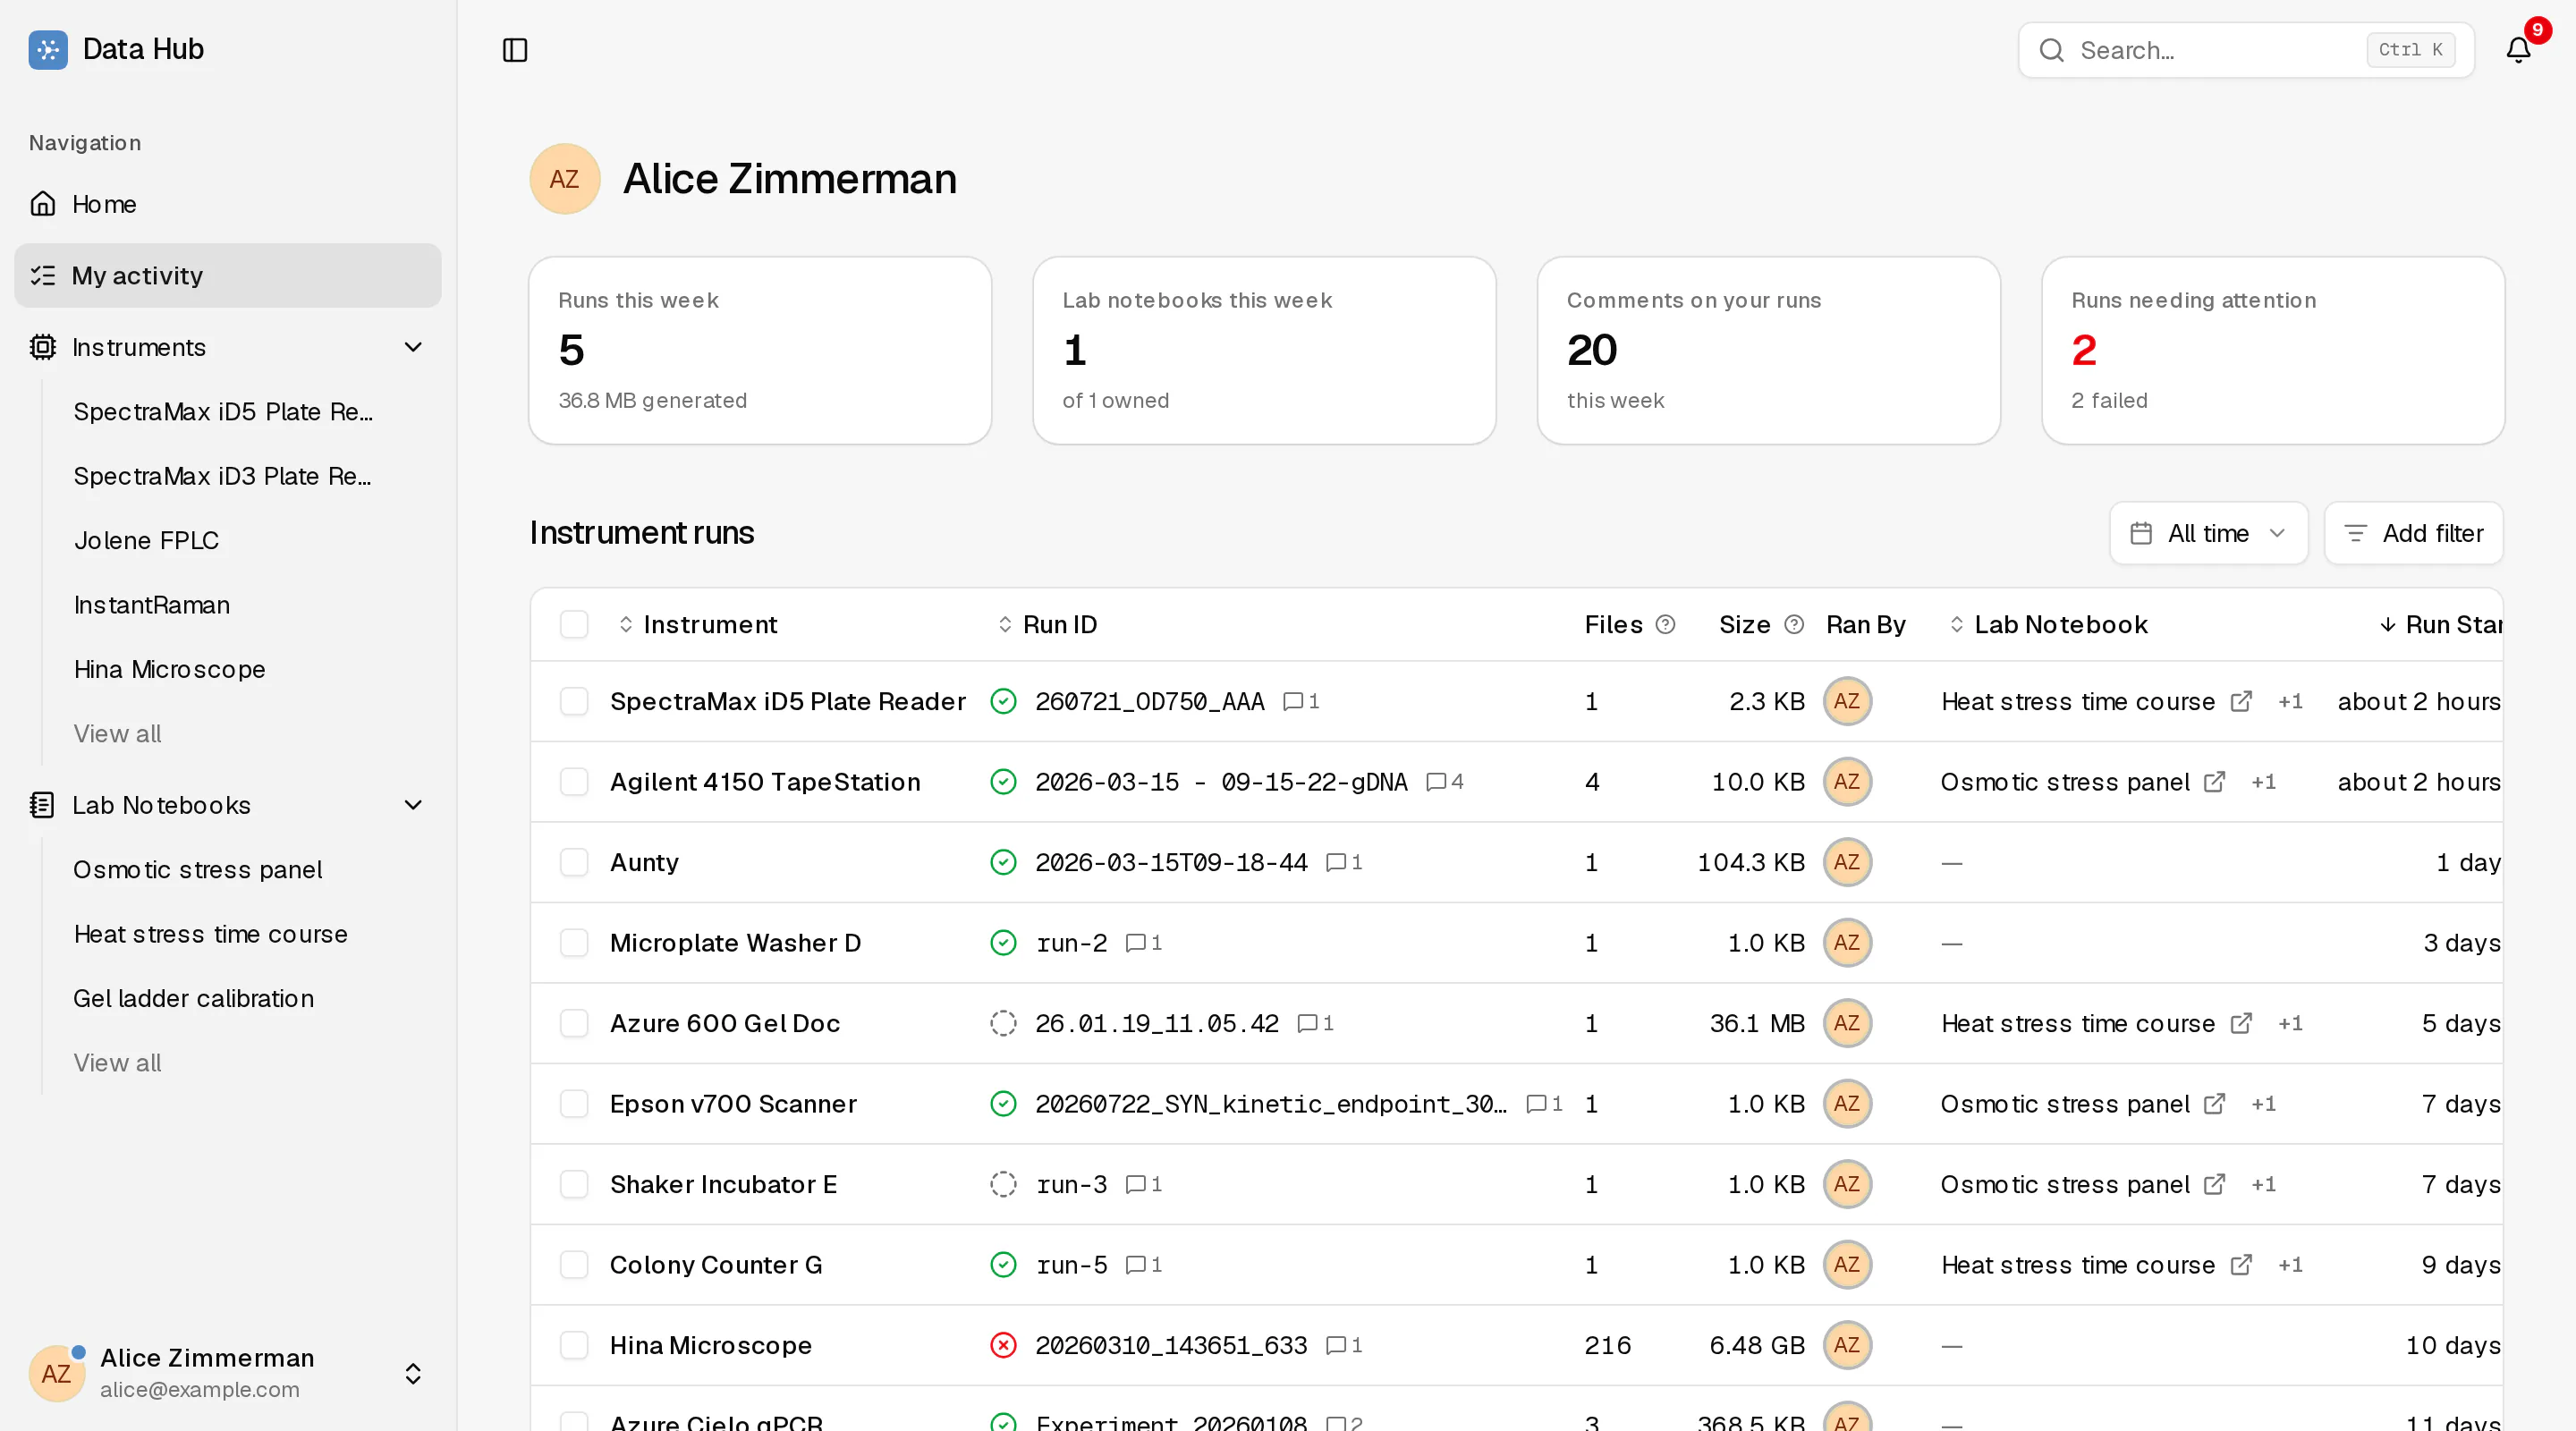 Data Hub
Search...
Ctrl K
9
Navigation
Home
My activity
Instruments
SpectraMax iD5 Plate Re...
SpectraMax iD3 Plate Re...
Jolene FPLC
InstantRaman
Hina Microscope
View all
Lab Notebooks
Osmotic stress panel
Heat stress time course
Gel ladder calibration
View all
AZ
Alice Zimmerman
alice@example.com
AZ
Alice Zimmerman
Runs this week
5
36.8 MB generated
Lab notebooks this week
1
of 1 owned
Comments on your runs
20
this week
Runs needing attention
2
2 failed
Instrument runs
All time
Add filter
Instrument Run ID Files Size Ran By Lab Notebook Run Star
SpectraMax iD5 Plate Reader 260721_OD750_AAA 1 1 2.3 KB AZ Heat stress time course +1 about 2 hours
Agilent 4150 TapeStation 2026-03-15 - 09-15-22-gDNA 4 4 10.0 KB AZ Osmotic stress panel +1 about 2 hours
Aunty 2026-03-15T09-18-44 1 1 104.3 KB AZ — 1 day
Microplate Washer D run-2 1 1 1.0 KB AZ — 3 days
Azure 600 Gel Doc 26.01.19_11.05.42 1 1 36.1 MB AZ Heat stress time course +1 5 days
Epson v700 Scanner 20260722_SYN_kinetic_endpoint_30... 1 1 1.0 KB AZ Osmotic stress panel +1 7 days
Shaker Incubator E run-3 1 1 1.0 KB AZ Osmotic stress panel +1 7 days
Colony Counter G run-5 1 1 1.0 KB AZ Heat stress time course +1 9 days
Hina Microscope 20260310_143651_633 1 216 6.48 GB AZ — 10 days
Azure Cielo qPCR Experiment_20260108 2 3 368.5 KB AZ — 11 days